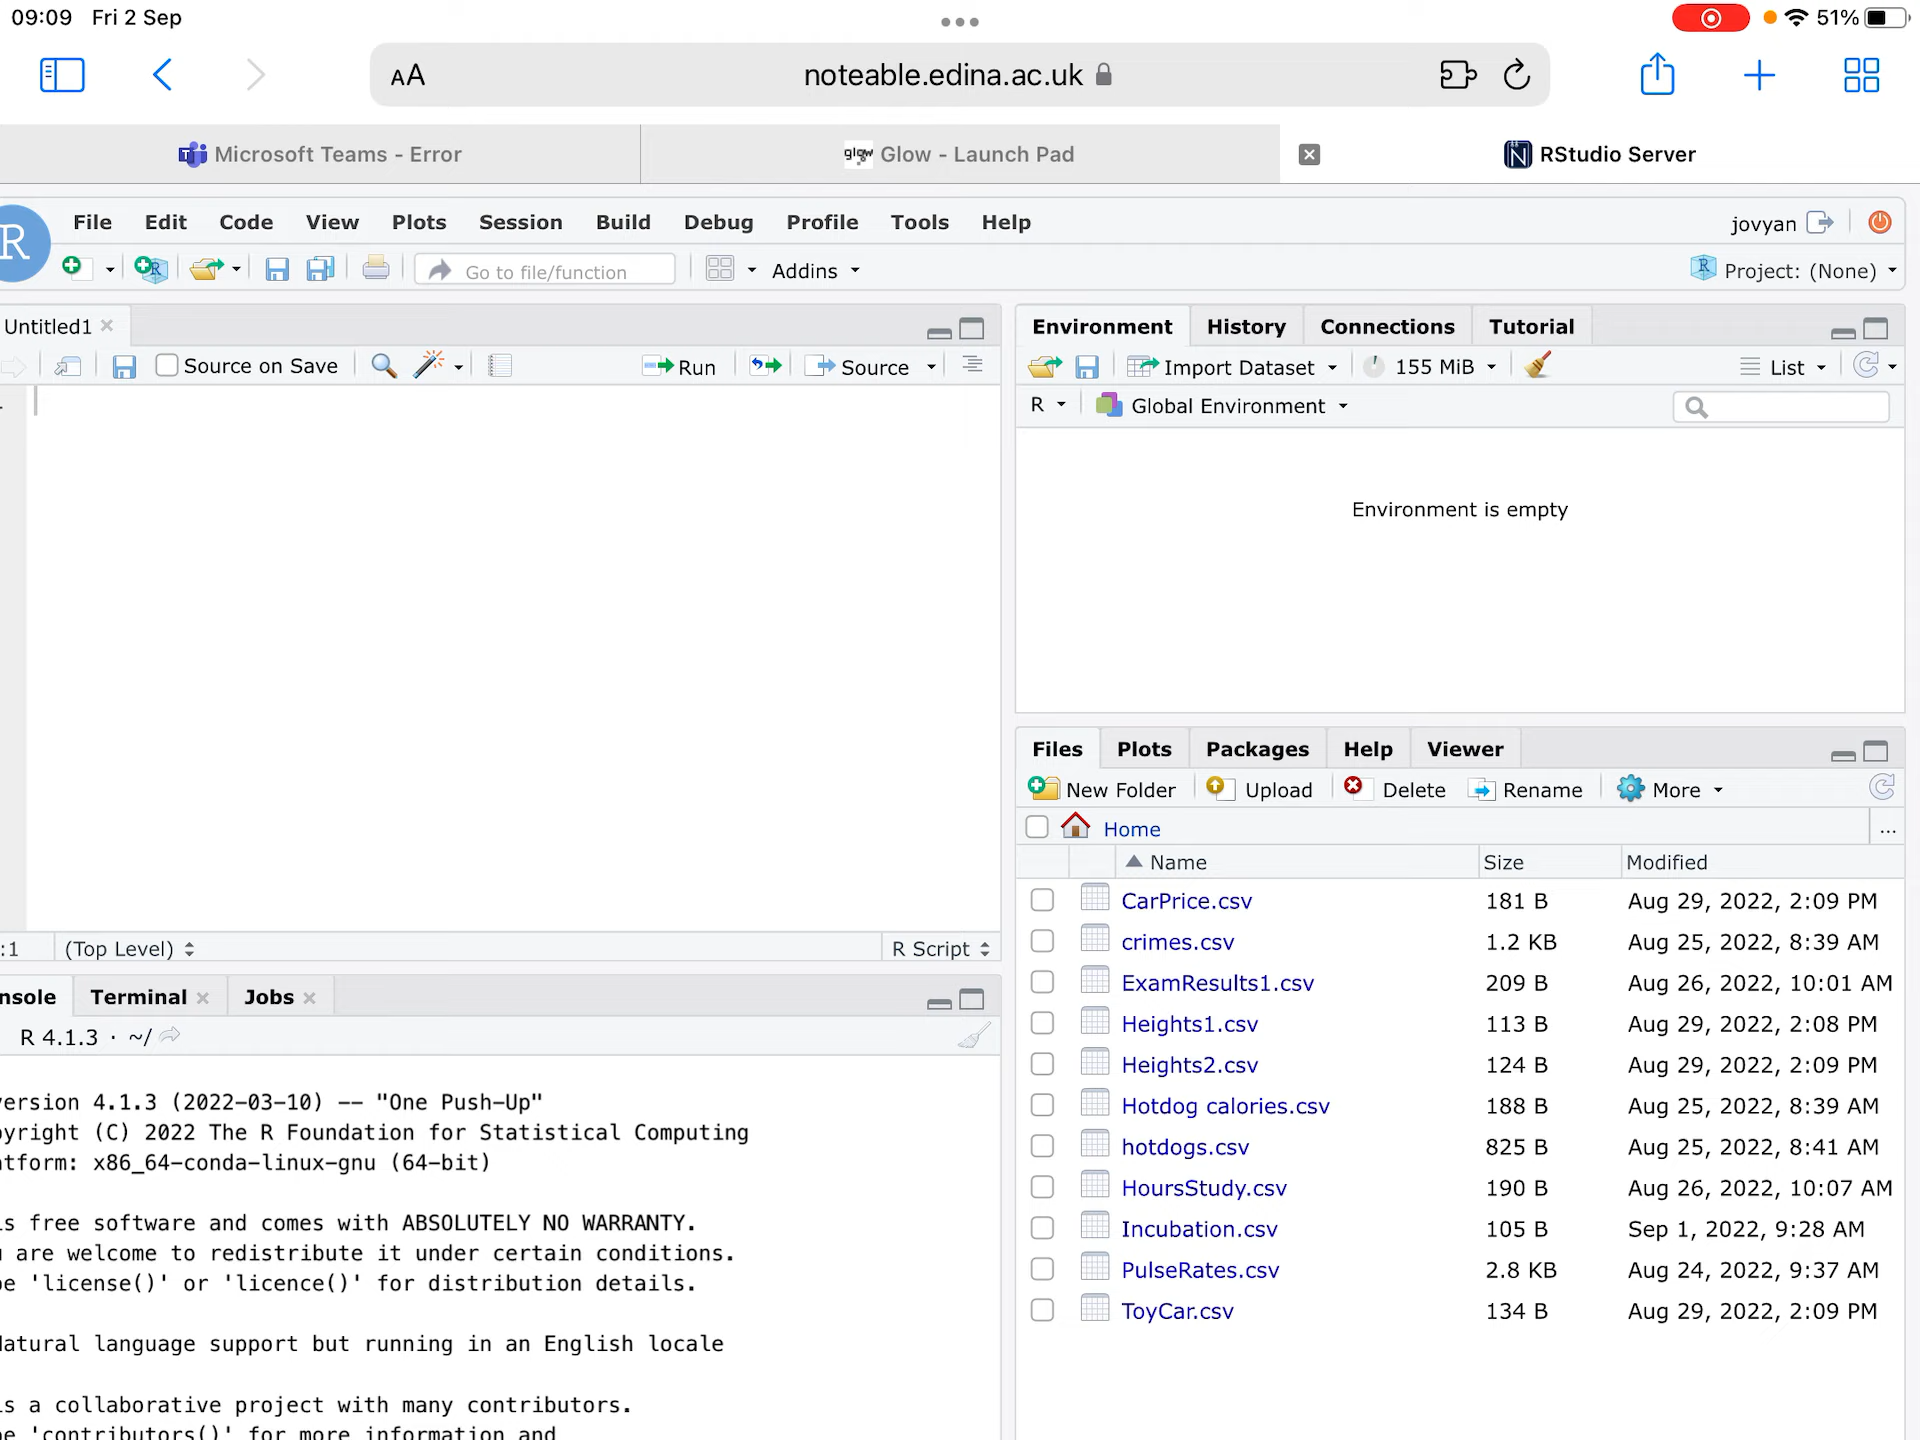 09:09 Fri 2 Sep
51%
AA noteable.edina.ac.uk
Microsoft Teams - Error
glow Glow - Launch Pad
N RStudio Server
R File Edit Code View Plots Session Build Debug Profile Tools Help
jovyan
Go to file/function
Addins
R Project: (None)
Untitled1
Source on Save
Run
Source
:1 (Top Level)
R Script
nsole Terminal Jobs
R 4.1.3 · ~/
ersion 4.1.3 (2022-03-10) -- "One Push-Up"
yright (C) 2022 The R Foundation for Statistical Computing
tform: x86_64-conda-linux-gnu (64-bit)
s free software and comes with ABSOLUTELY NO WARRANTY.
are welcome to redistribute it under certain conditions.
e 'license()' or 'licence()' for distribution details.
atural language support but running in an English locale
s a collaborative project with many contributors.
e 'contributors()' for more information and
Environment History Connections Tutorial
Import Dataset 155 MiB List
R Global Environment
Environment is empty
Files Plots Packages Help Viewer
New Folder Upload Delete Rename More
Home ...
Name Size Modified
CarPrice.csv 181 B Aug 29, 2022, 2:09 PM
crimes.csv 1.2 KB Aug 25, 2022, 8:39 AM
ExamResults1.csv 209 B Aug 26, 2022, 10:01 AM
Heights1.csv 113 B Aug 29, 2022, 2:08 PM
Heights2.csv 124 B Aug 29, 2022, 2:09 PM
Hotdog calories.csv 188 B Aug 25, 2022, 8:39 AM
hotdogs.csv 825 B Aug 25, 2022, 8:41 AM
HoursStudy.csv 190 B Aug 26, 2022, 10:07 AM
Incubation.csv 105 B Sep 1, 2022, 9:28 AM
PulseRates.csv 2.8 KB Aug 24, 2022, 9:37 AM
ToyCar.csv 134 B Aug 29, 2022, 2:09 PM